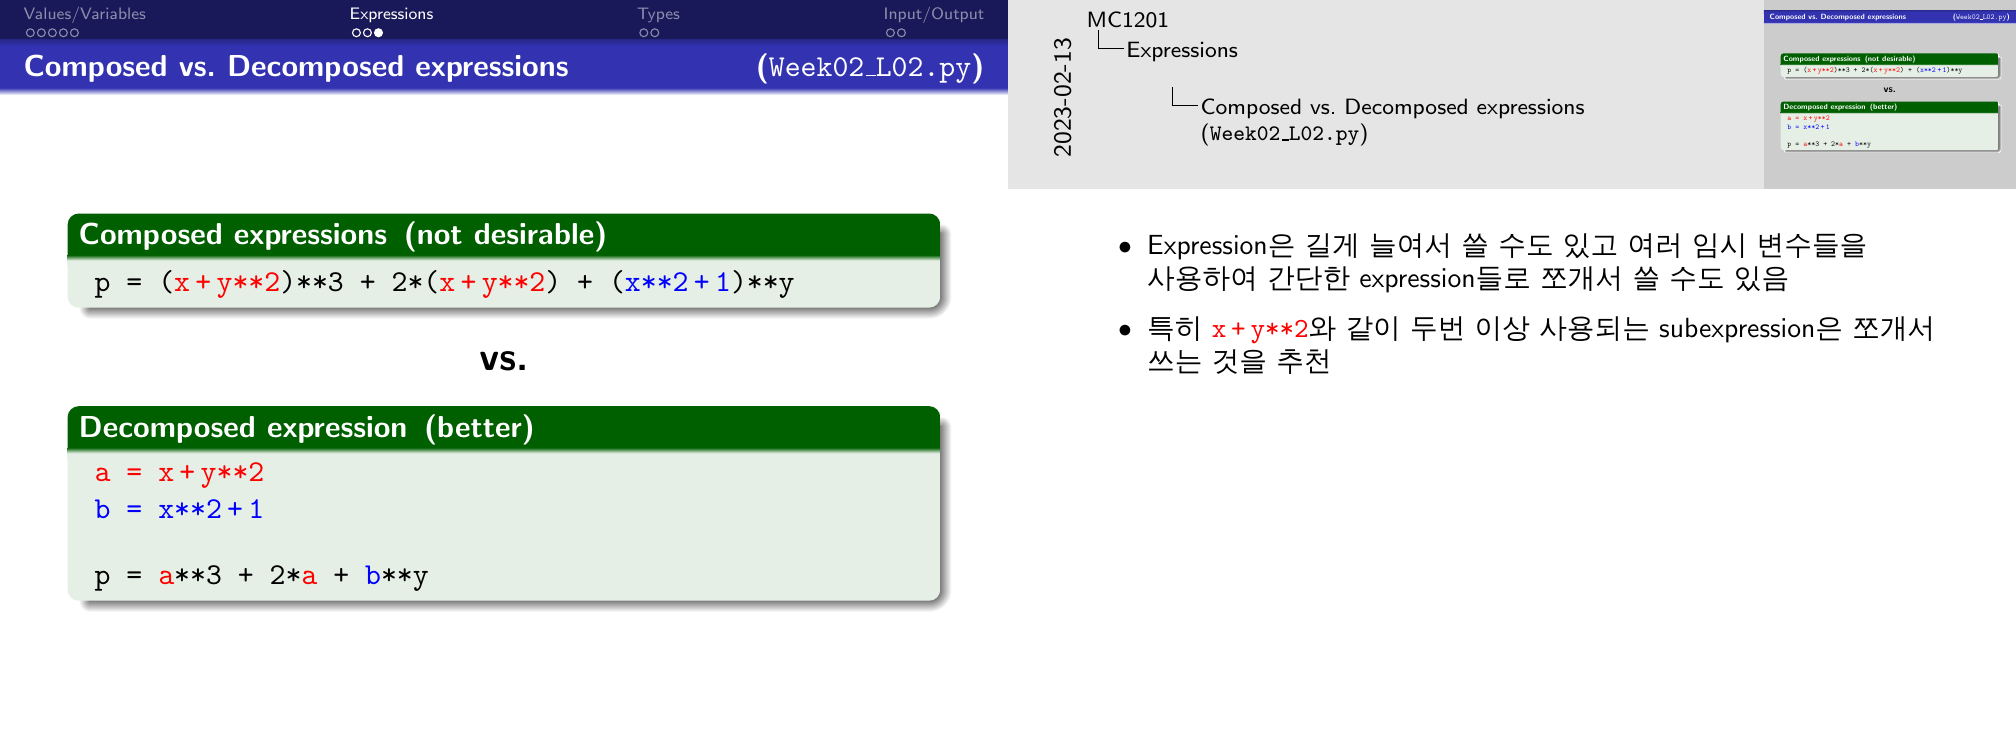 Values/Variables Expressions Types Input/Output
Composed vs. Decomposed expressions (Week02_L02.py)
Composed expressions (not desirable)
p = (x+y**2)**3 + 2*(x+y**2) + (x**2+1)**y
vs.
Decomposed expression (better)
a = x+y**2
b = x**2+1
p = a**3 + 2*a + b**y
2023-02-13
MC1201
Expressions
Composed vs. Decomposed expressions
(Week02_L02.py)
Composed vs. Decomposed expressions (Week02_L02.py)
Composed expressions (not desirable)
p = (x+y**2)**3 + 2*(x+y**2) + (x**2+1)**y
vs.
Decomposed expression (better)
a = x+y**2
b = x**2+1
p = a**3 + 2*a + b**y
• Expression은 길게 늘여서 쓸 수도 있고 여러 임시 변수들을
사용하여 간단한 expression들로 쪼개서 쓸 수도 있음
• 특히 x+y**2와 같이 두번 이상 사용되는 subexpression은 쪼개서
쓰는 것을 추천